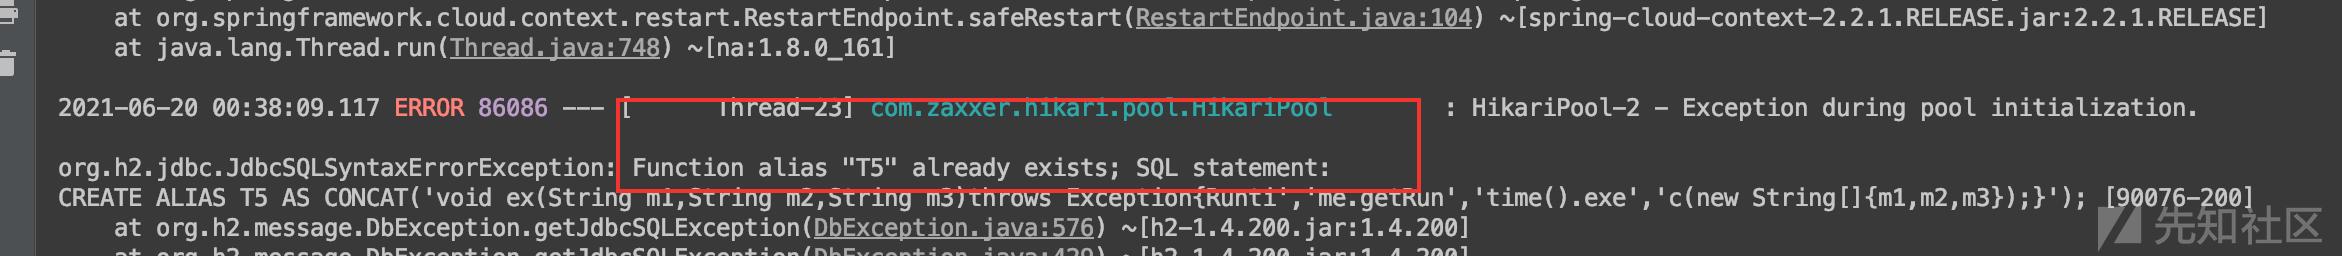 at org.springframework.cloud.context.restart.RestartEndpoint.safeRestart(RestartEndpoint.java:104) ~[spring-cloud-context-2.2.1.RELEASE.jar:2.2.1.RELEASE]
at java.lang.Thread.run(Thread.java:748) ~[na:1.8.0_161]
2021-06-20 00:38:09.117 ERROR 86086 --- [      Thread-23] com.zaxxer.hikari.pool.HikariPool        : HikariPool-2 - Exception during pool initialization.
org.h2.jdbc.JdbcSQLSyntaxErrorException: Function alias "T5" already exists; SQL statement:
CREATE ALIAS T5 AS CONCAT('void ex(String m1,String m2,String m3)throws Exception{Runti','me.getRun','time().exe','c(new String[]{m1,m2,m3});}'); [90076-200]
at org.h2.message.DbException.getJdbcSQLException(DbException.java:576) ~[h2-1.4.200.jar:1.4.200]
at org.h2.message.DbException.getJdbcSQLException(DbException.java:429) ~[h2-1.4.200.jar:1.4.200]
先知社区